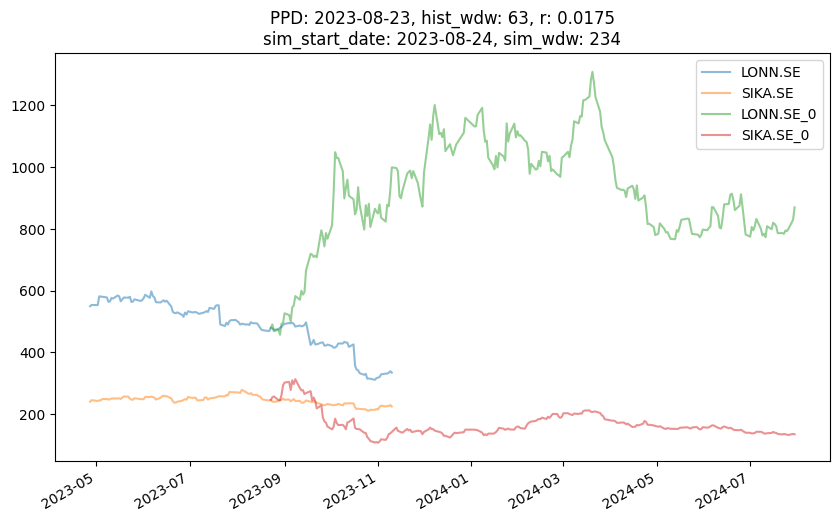 PPD: 2023-08-23, hist_wdw: 63, r: 0.0175
sim_start_date: 2023-08-24, sim_wdw: 234
LONN.SE
SIKA.SE
LONN.SE_0
SIKA.SE_0
1200
1000
800
600
400
200
2023-05
2023-07
2023-09
2023-11
2024-01
2024-03
2024-05
2024-07